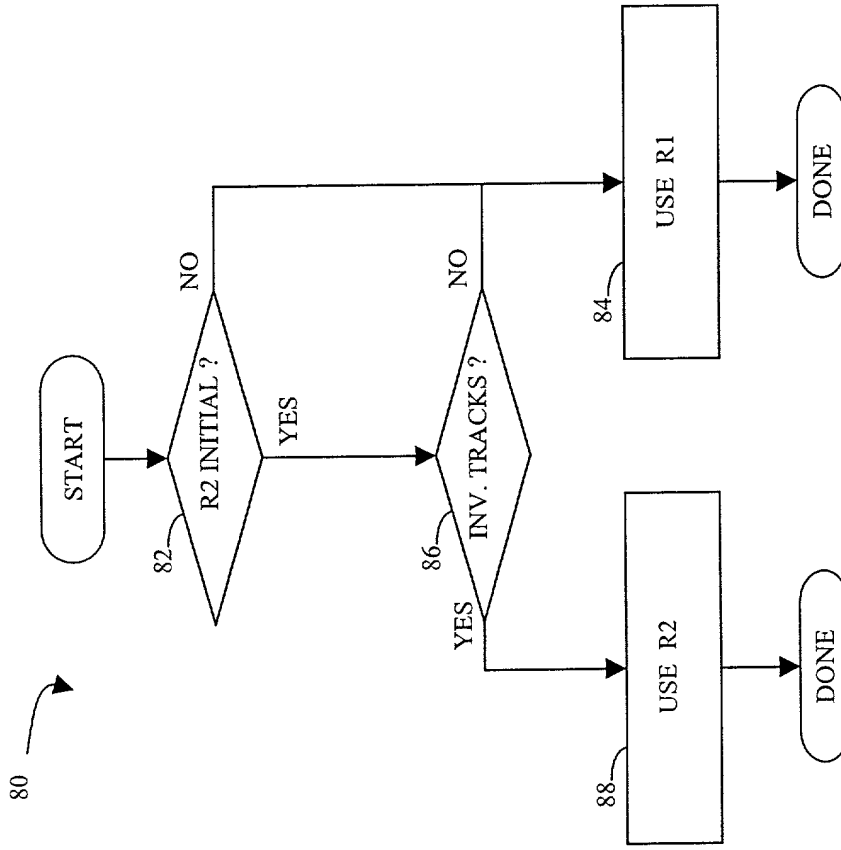 80
START
82
R2 INITIAL ?
NO
YES
86
INV. TRACKS ?
YES
NO
88
USE R2
84
USE R1
DONE
DONE